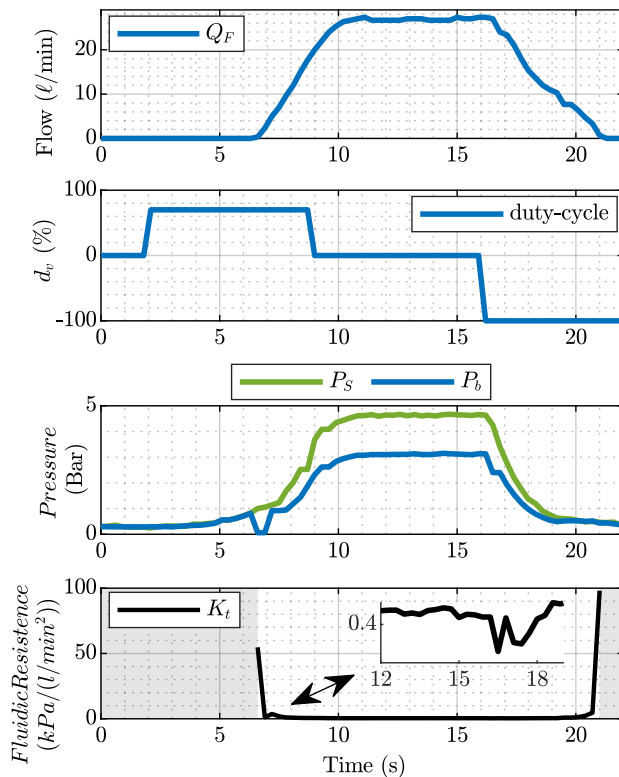 Q_F
Flow (ℓ/min)
20
10
0
0
5
10
15
20
duty-cycle
d_v (%)
100
0
-100
0
5
10
15
20
P_S
P_b
Pressure
(Bar)
5
0
0
5
10
15
20
K_t
FluidicResistence
(kPa/(l/min²))
100
50
0
0.4
12
15
18
0
5
10
15
20
Time (s)